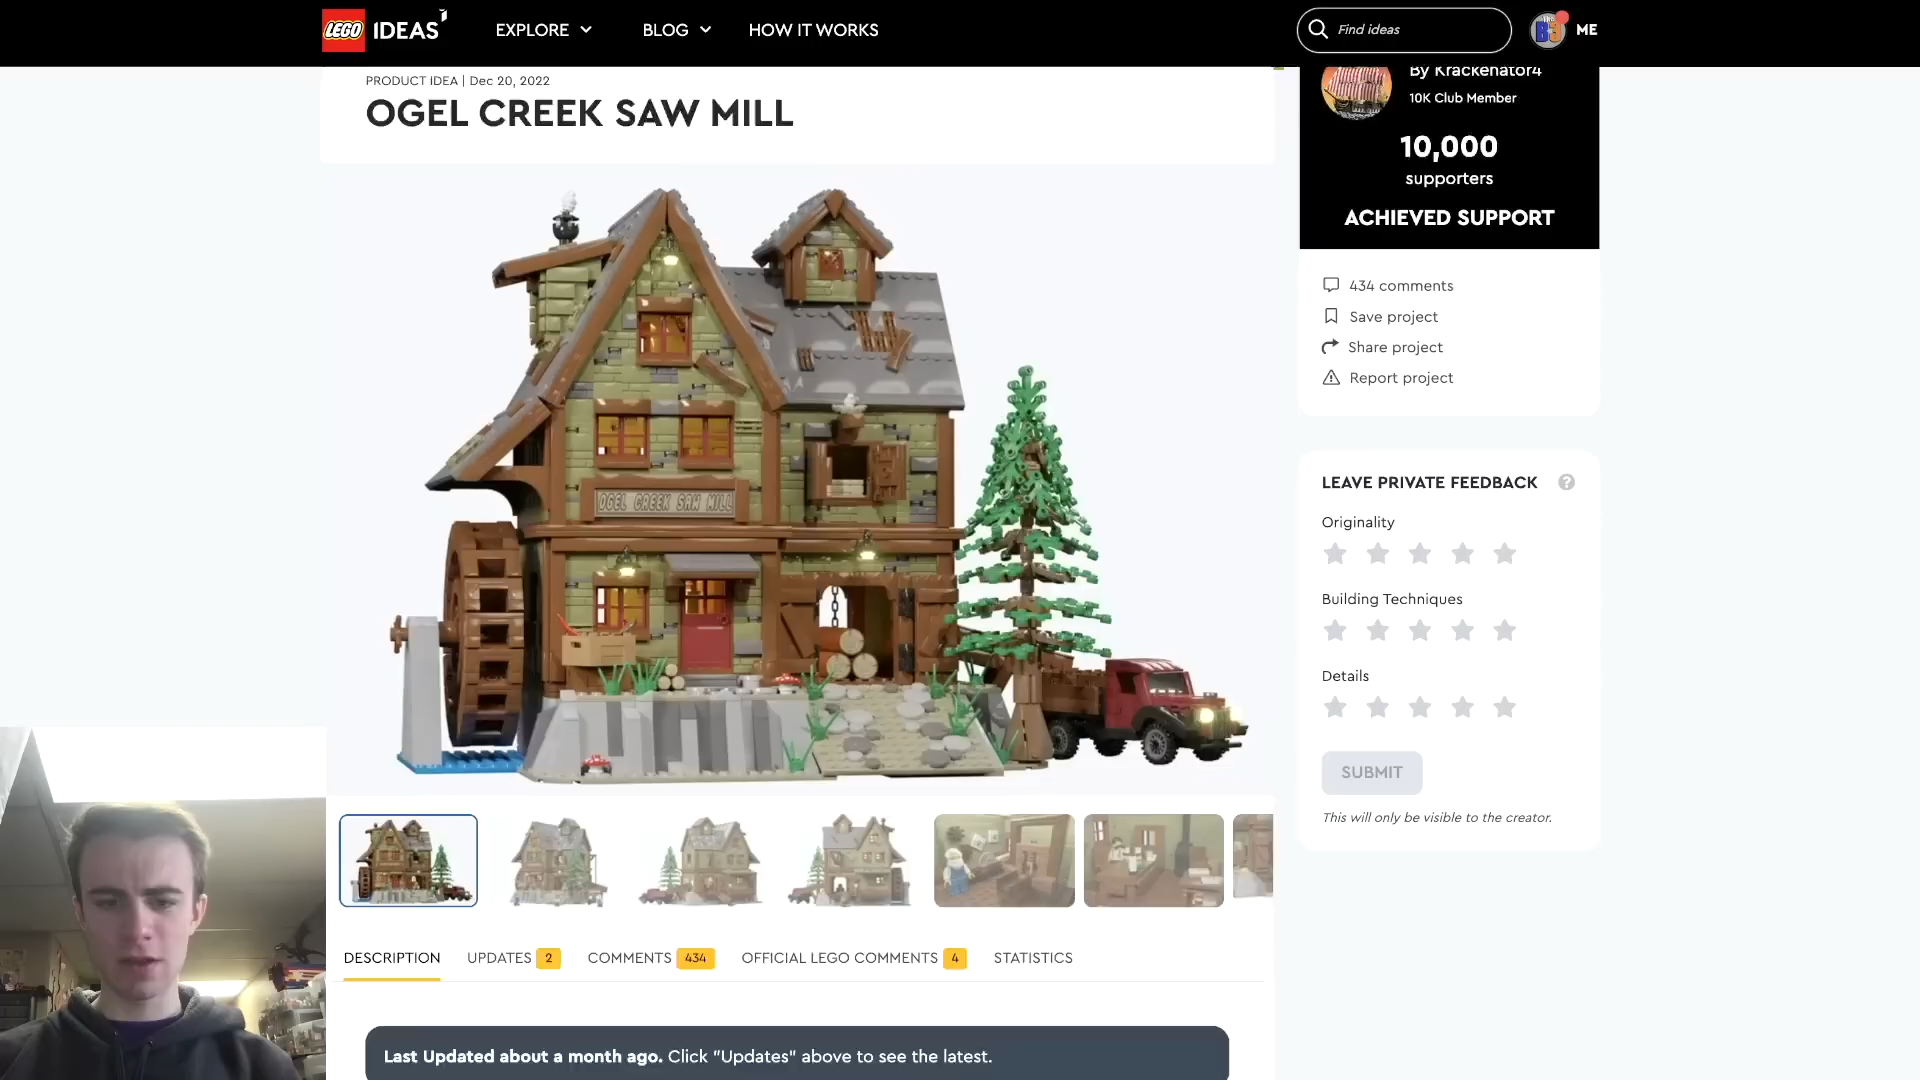 LEGO IDEAS
EXPLORE
BLOG
HOW IT WORKS
Find ideas
ME
PRODUCT IDEA | Dec 20, 2022
OGEL CREEK SAW MILL
By Krackenator4
10K Club Member
10,000
supporters
ACHIEVED SUPPORT
434 comments
Save project
Share project
Report project
OGEL CREEK SAW MILL
LEAVE PRIVATE FEEDBACK ?
Originality
Building Techniques
Details
SUBMIT
This will only be visible to the creator.
DESCRIPTION UPDATES 2 COMMENTS 434 OFFICIAL LEGO COMMENTS 4 STATISTICS
Last Updated about a month ago. Click "Updates" above to see the latest.